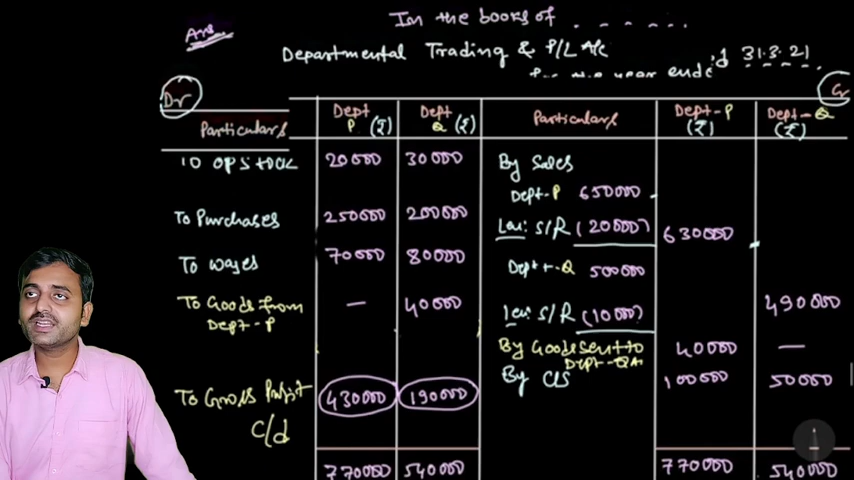 Ans
In the books of .......
Departmental Trading & P/L A/c
for the year ended 31.3.21
Dr
Cr
Particulars Dept P (₹) Dept Q (₹) Particulars Dept-P (₹) Dept-Q (₹)
To OP Stock 20000 30000 By Sales
Dept-P 650000
To Purchases 250000 200000 Less: S/R (20000) 630000
To Wages 70000 80000 Dept-Q 500000
To Goods from Dept-P — 40000 Less: S/R (10000) 490000
By Goods sent to Dept-Q 40000 —
To Gross Profit c/d 430000 190000 By C/S 100000 50000
770000 540000 770000 540000